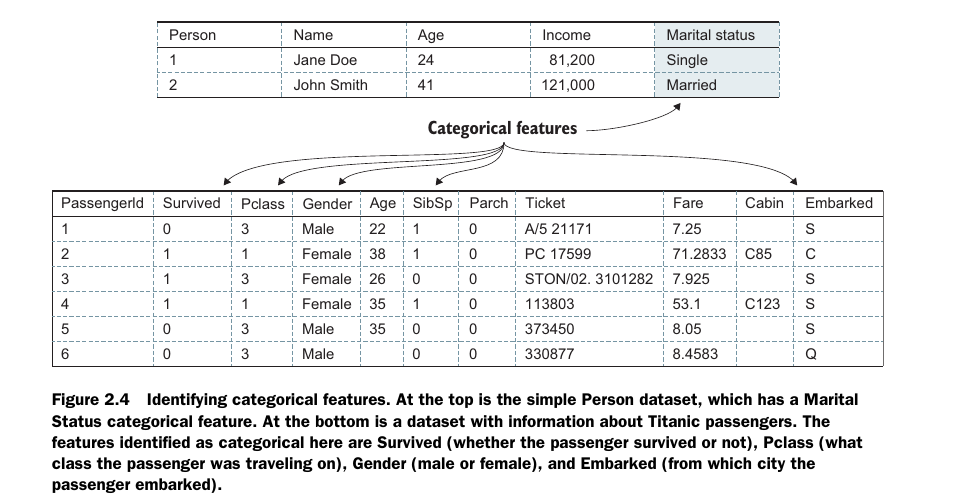 Person Name Age Income Marital status
1 Jane Doe 24 81,200 Single
2 John Smith 41 121,000 Married
Categorical features
PassengerId Survived Pclass Gender Age SibSp Parch Ticket Fare Cabin Embarked
1 0 3 Male 22 1 0 A/5 21171 7.25 S
2 1 1 Female 38 1 0 PC 17599 71.2833 C85 C
3 1 3 Female 26 0 0 STON/02. 3101282 7.925 S
4 1 1 Female 35 1 0 113803 53.1 C123 S
5 0 3 Male 35 0 0 373450 8.05 S
6 0 3 Male 0 0 330877 8.4583 Q
Figure 2.4 Identifying categorical features. At the top is the simple Person dataset, which has a Marital
Status categorical feature. At the bottom is a dataset with information about Titanic passengers. The
features identified as categorical here are Survived (whether the passenger survived or not), Pclass (what
class the passenger was traveling on), Gender (male or female), and Embarked (from which city the
passenger embarked).